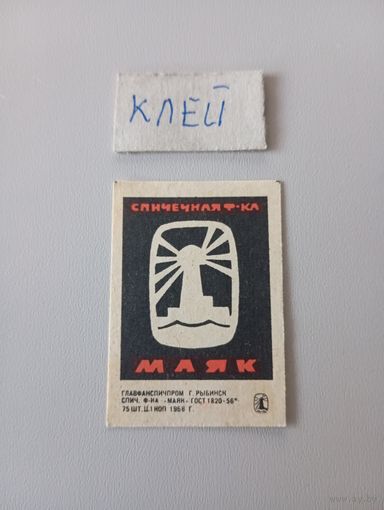 КЛЕЙ
СПИЧЕЧНАЯ Ф-КА
МАЯК
ГЛАВФАНСПИЧПРОМ Г. РЫБИНСК
СПИЧ. Ф-КА «МАЯК» ГОСТ 1820-56*
75 ШТ. Ц. 1 КОП 1966 Г.